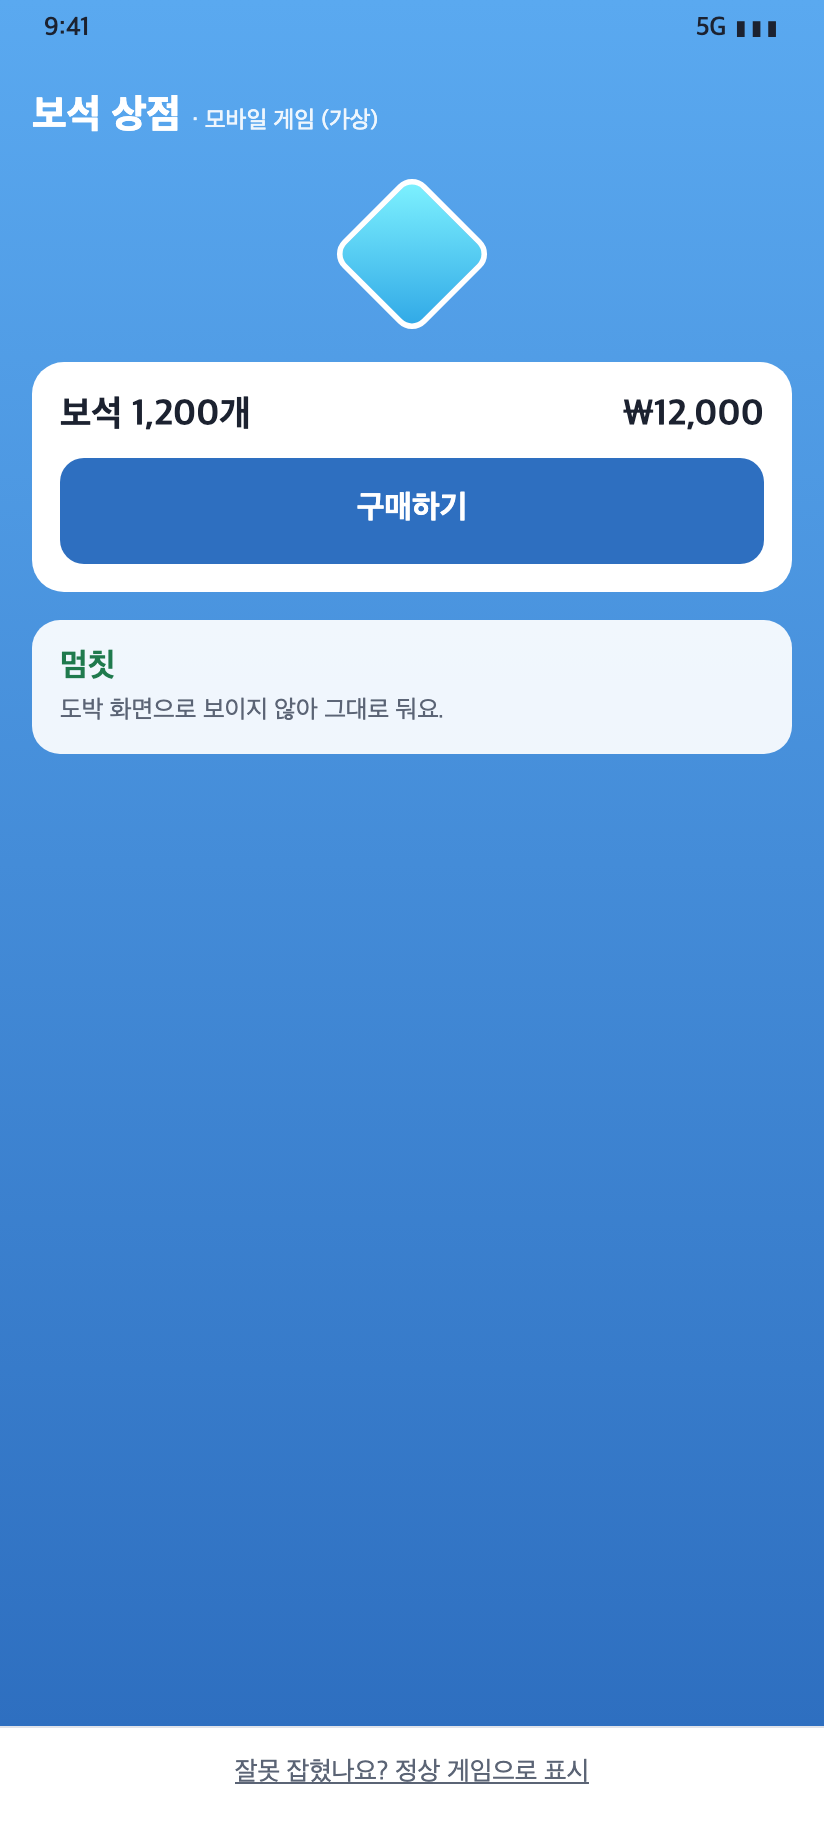 9:41 5G
보석 상점 · 모바일 게임 (가상)
보석 1,200개 ₩12,000
구매하기
멈칫
도박 화면으로 보이지 않아 그대로 둬요.
잘못 잡혔나요? 정상 게임으로 표시